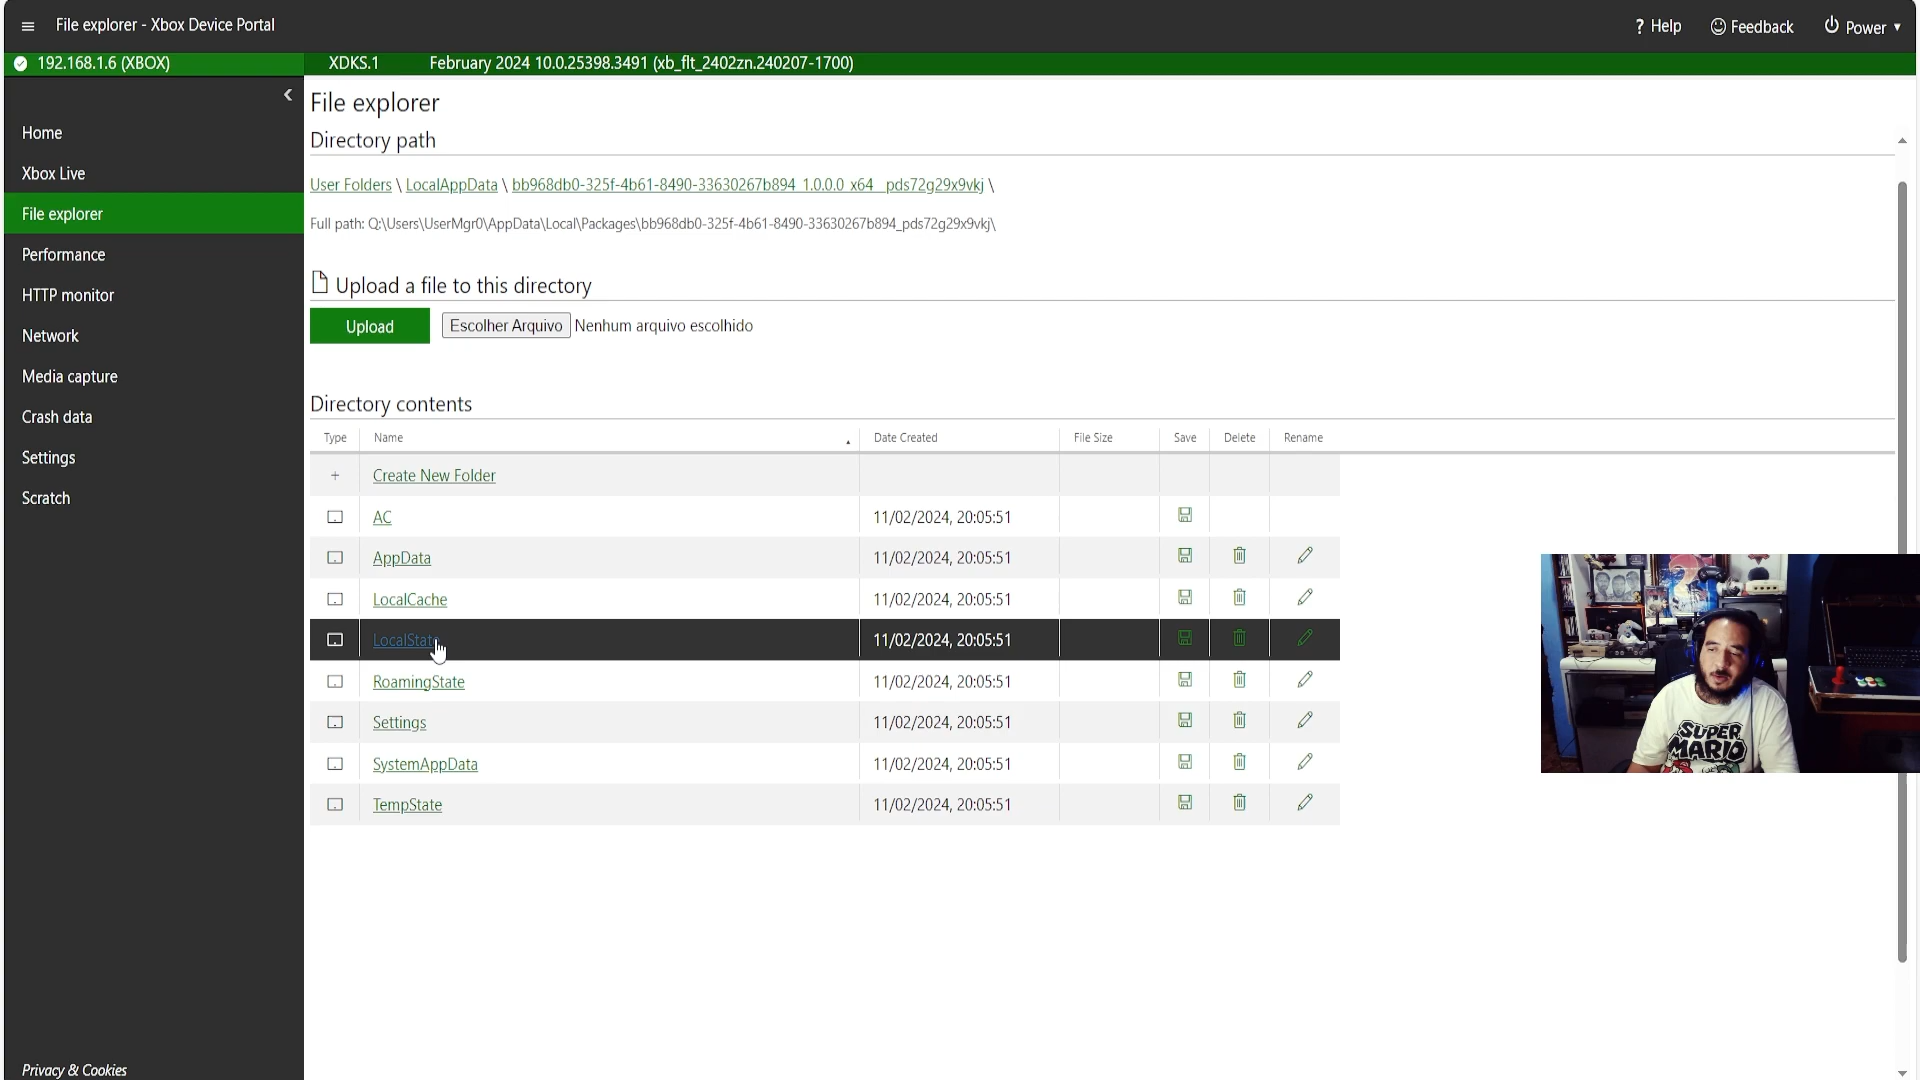 File explorer - Xbox Device Portal
? Help
Feedback
Power
192.168.1.6 (XBOX)
XDKS.1
February 2024 10.0.25398.3491 (xb_flt_2402zn.240207-1700)
Home
Xbox Live
File explorer
Performance
HTTP monitor
Network
Media capture
Crash data
Settings
Scratch
Privacy & Cookies
File explorer
Directory path
User Folders \ LocalAppData \ bb968db0-325f-4b61-8490-33630267b894_1.0.0.0_x64__pds72g29x9vkj \
Full path: Q:\Users\UserMgr0\AppData\Local\Packages\bb968db0-325f-4b61-8490-33630267b894_pds72g29x9vkj\
Upload a file to this directory
Upload Escolher Arquivo Nenhum arquivo escolhido
Directory contents
Type Name Date Created File Size Save Delete Rename
+ Create New Folder
AC 11/02/2024, 20:05:51
AppData 11/02/2024, 20:05:51
LocalCache 11/02/2024, 20:05:51
LocalState 11/02/2024, 20:05:51
RoamingState 11/02/2024, 20:05:51
Settings 11/02/2024, 20:05:51
SystemAppData 11/02/2024, 20:05:51
TempState 11/02/2024, 20:05:51
SUPER
MARIO